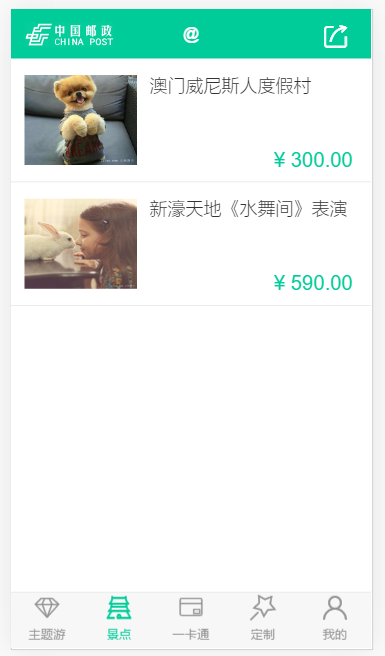 中国邮政
CHINA POST
@
澳门威尼斯人度假村
¥ 300.00
新濠天地《水舞间》表演
¥ 590.00
主题游
景点
一卡通
定制
我的